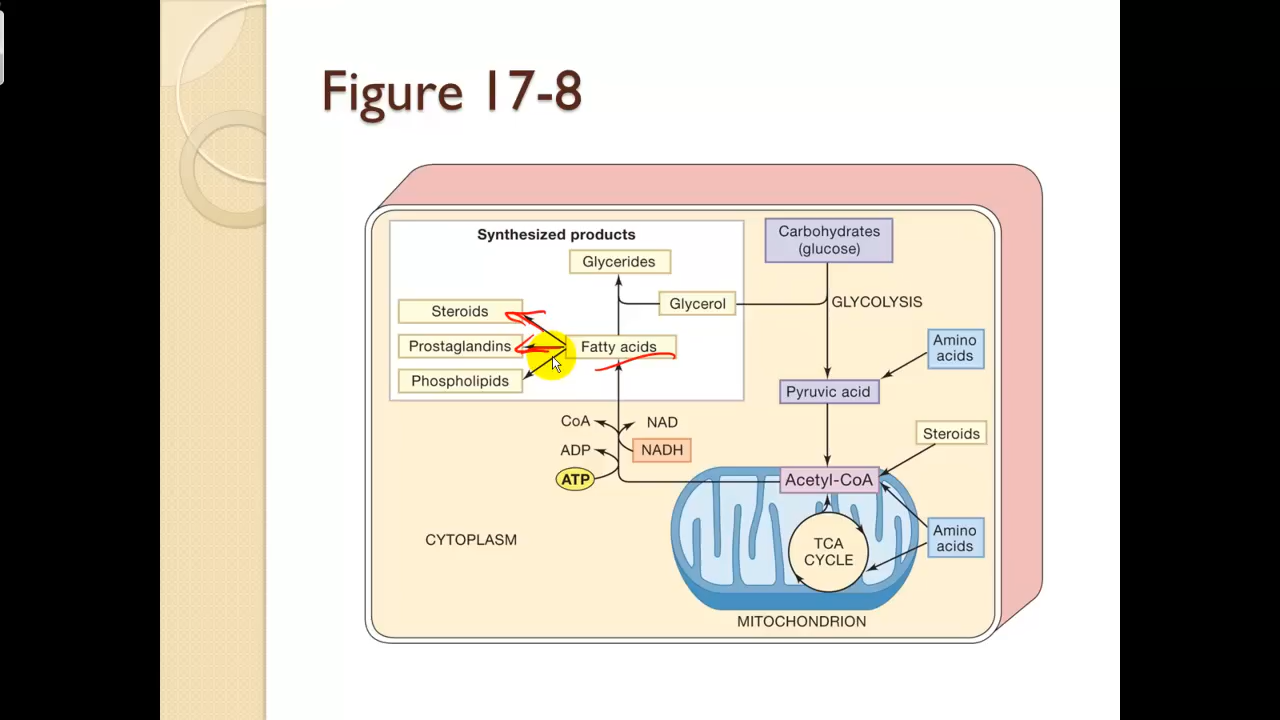 Figure 17-8
Synthesized products
Glycerides
Glycerol
Steroids
Prostaglandins
Phospholipids
Fatty acids
Carbohydrates
(glucose)
GLYCOLYSIS
Amino
acids
Pyruvic acid
Steroids
Acetyl-CoA
Amino
acids
TCA
CYCLE
MITOCHONDRION
CoA
NAD
ADP
NADH
ATP
CYTOPLASM